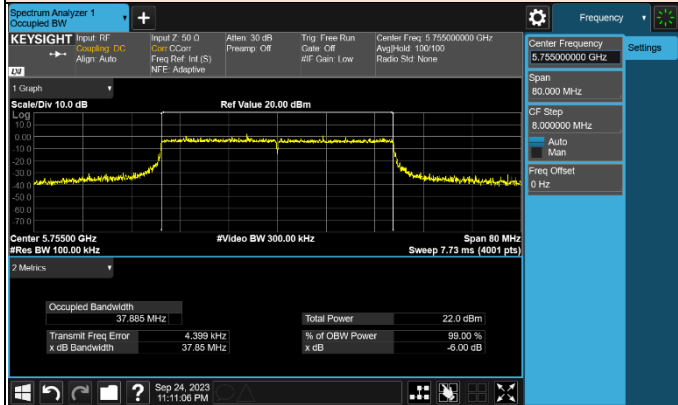 Spectrum Analyzer 1
Occupied BW
+
Frequency
KEYSIGHT
Input: RF
Coupling: DC
Align: Auto
Input Z: 50 Ω
Corr CCorr
Freq Ref: Int (S)
NFE: Adaptive
Atten: 30 dB
Preamp: Off
Trig: Free Run
Gate: Off
#IF Gain: Low
Center Freq: 5.755000000 GHz
Avg|Hold: 100/100
Radio Std: None
LXI
Center Frequency
5.755000000 GHz
Settings
Span
80.000 MHz
CF Step
8.000000 MHz
Auto
Man
Freq Offset
0 Hz
1 Graph
Scale/Div 10.0 dB
Ref Value 20.00 dBm
Log
10.0
0.00
-10.0
-20.0
-30.0
-40.0
-50.0
-60.0
-70.0
Center 5.75500 GHz
#Video BW 300.00 kHz
Span 80 MHz
#Res BW 100.00 kHz
Sweep 7.73 ms (4001 pts)
2 Metrics
Occupied Bandwidth
37.885 MHz
Total Power 22.0 dBm
Transmit Freq Error 4.399 kHz
% of OBW Power 99.00 %
x dB Bandwidth 37.85 MHz
x dB -6.00 dB
?
Sep 24, 2023
11:11:06 PM